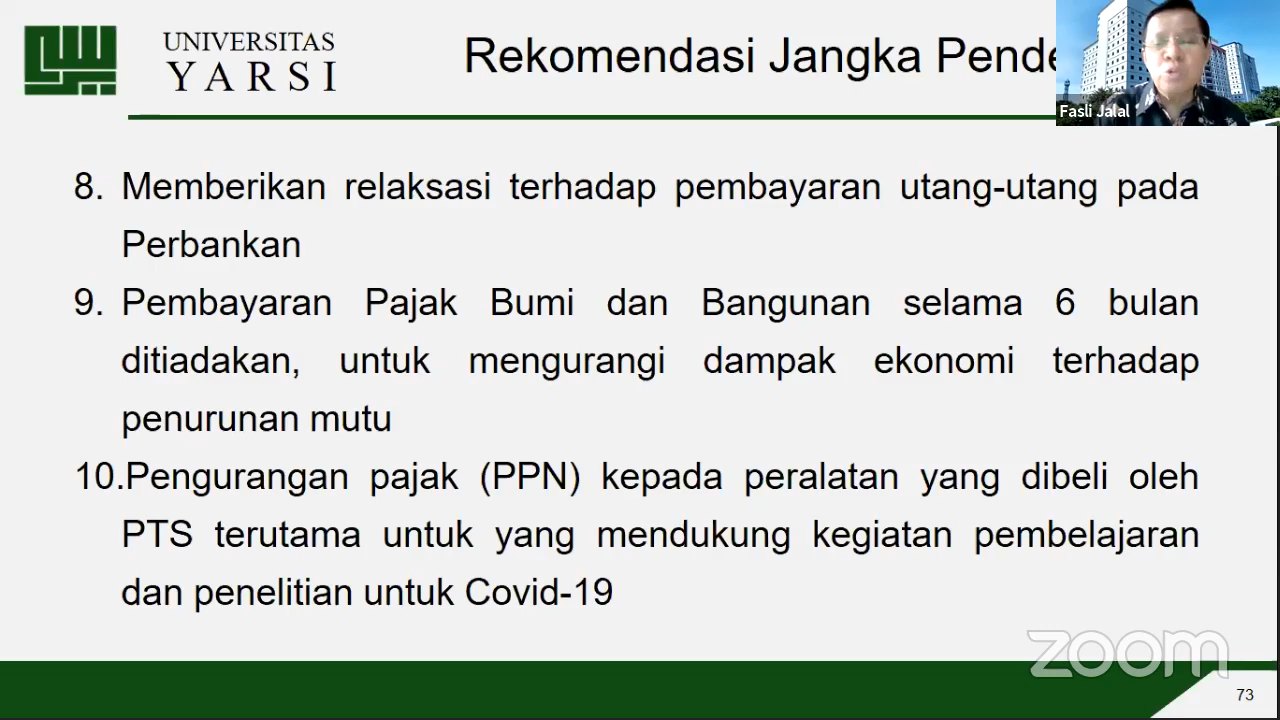 UNIVERSITAS
YARSI
Rekomendasi Jangka Pende
Fasli Jalal
8. Memberikan relaksasi terhadap pembayaran utang-utang pada
Perbankan
9. Pembayaran Pajak Bumi dan Bangunan selama 6 bulan
ditiadakan, untuk mengurangi dampak ekonomi terhadap
penurunan mutu
10.Pengurangan pajak (PPN) kepada peralatan yang dibeli oleh
PTS terutama untuk yang mendukung kegiatan pembelajaran
dan penelitian untuk Covid-19
zoom
73